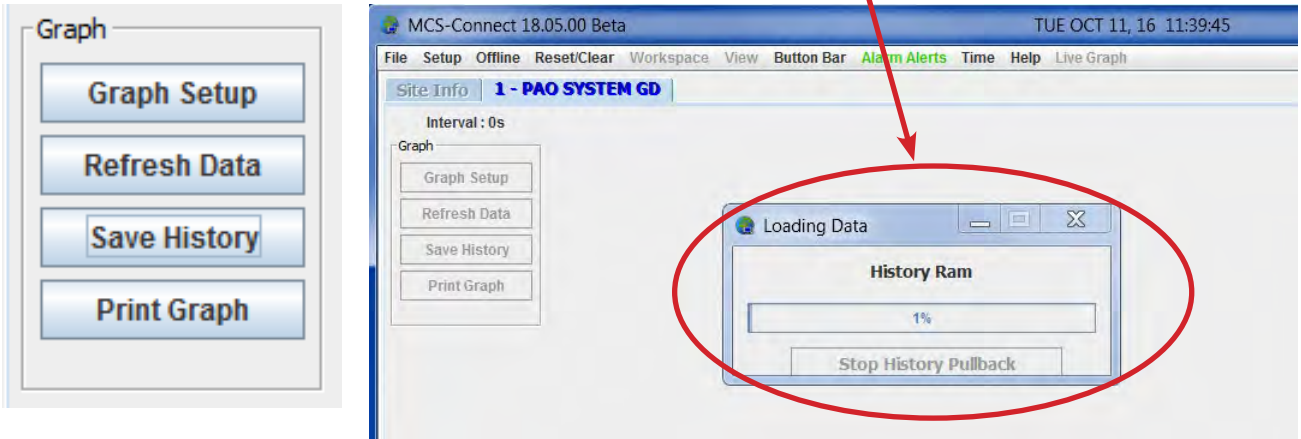 Graph
Graph Setup
Refresh Data
Save History
Print Graph
MCS-Connect 18.05.00 Beta TUE OCT 11, 16 11:39:45
File Setup Offline Reset/Clear Workspace View Button Bar Alarm Alerts Time Help Live Graph
Site Info 1 - PAO SYSTEM GD
Interval : 0s
Graph
Graph Setup
Refresh Data
Save History
Print Graph
Loading Data
History Ram
1%
Stop History Pullback